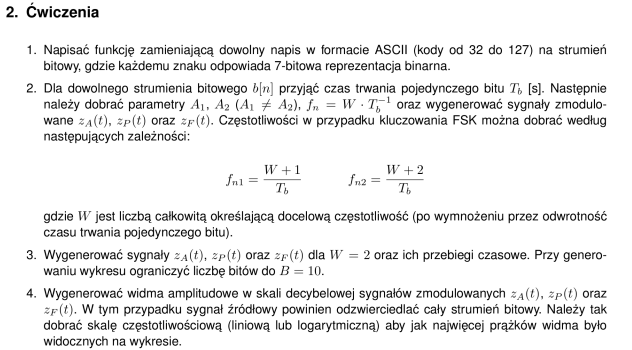 2. Ćwiczenia
1. Napisać funkcję zamieniającą dowolny napis w formacie ASCII (kody od 32 do 127) na strumień
bitowy, gdzie każdemu znaku odpowiada 7-bitowa reprezentacja binarna.
2. Dla dowolnego strumienia bitowego b[n] przyjąć czas trwania pojedynczego bitu T_b [s]. Następnie
należy dobrać parametry A_1, A_2 (A_1 ≠ A_2), f_n = W · T_b^{-1} oraz wygenerować sygnały zmodulo-
wane z_A(t), z_P(t) oraz z_F(t). Częstotliwości w przypadku kluczowania FSK można dobrać według
następujących zależności:
f_{n1} = (W + 1) / T_b    f_{n2} = (W + 2) / T_b
gdzie W jest liczbą całkowitą określającą docelową częstotliwość (po wymnożeniu przez odwrotność
czasu trwania pojedynczego bitu).
3. Wygenerować sygnały z_A(t), z_P(t) oraz z_F(t) dla W = 2 oraz ich przebiegi czasowe. Przy genero-
waniu wykresu ograniczyć liczbę bitów do B = 10.
4. Wygenerować widma amplitudowe w skali decybelowej sygnałów zmodulowanych z_A(t), z_P(t) oraz
z_F(t). W tym przypadku sygnał źródłowy powinien odzwierciedlać cały strumień bitowy. Należy tak
dobrać skalę częstotliwościową (liniową lub logarytmiczną) aby jak najwięcej prążków widma było
widocznych na wykresie.